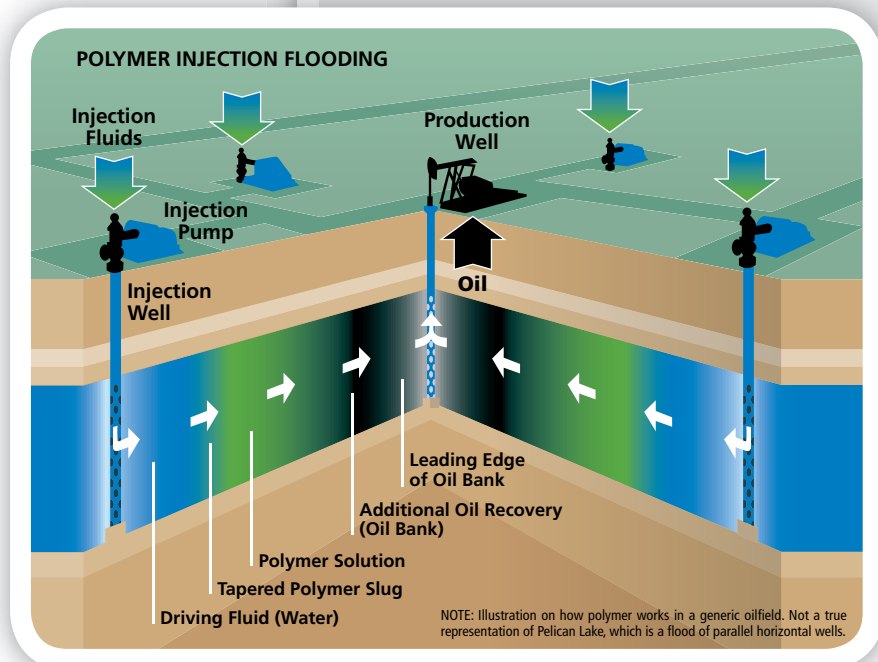 POLYMER INJECTION FLOODING
Injection
Fluids
Production
Well
Injection
Pump
Injection
Well
Oil
Leading Edge
of Oil Bank
Additional Oil Recovery
(Oil Bank)
Polymer Solution
Tapered Polymer Slug
Driving Fluid (Water)
NOTE: Illustration on how polymer works in a generic oilfield. Not a true
representation of Pelican Lake, which is a flood of parallel horizontal wells.